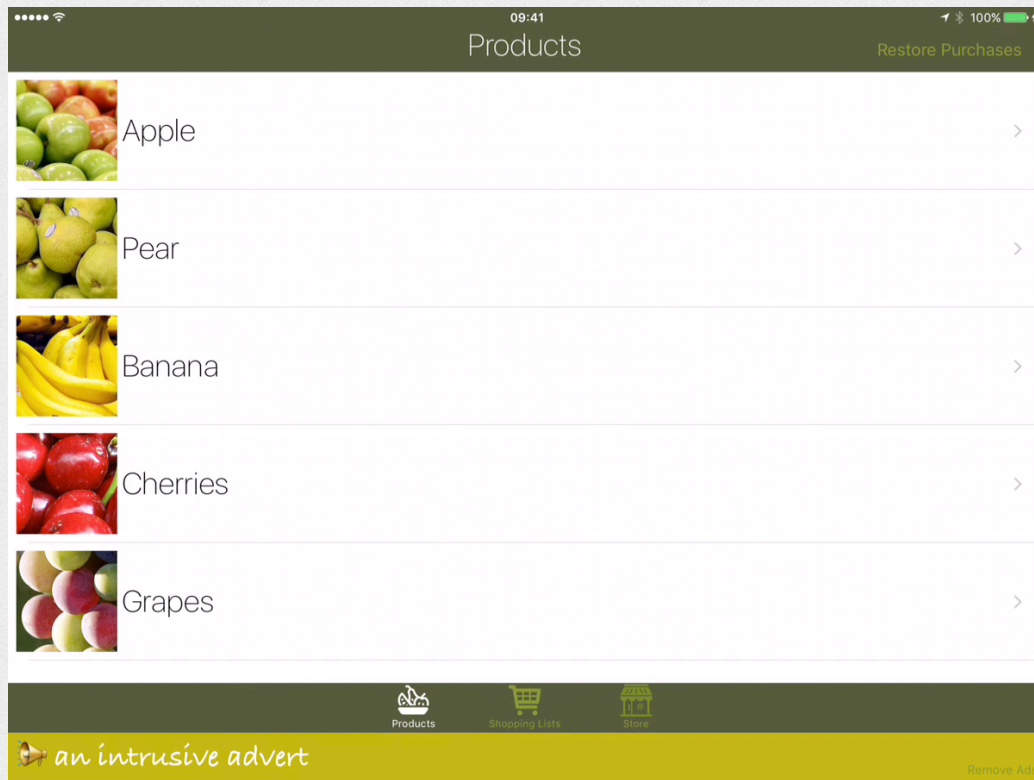 09:41
100%
Products
Restore Purchases
Apple
Pear
Banana
Cherries
Grapes
Products
Shopping Lists
Store
an intrusive advert
Remove Ad